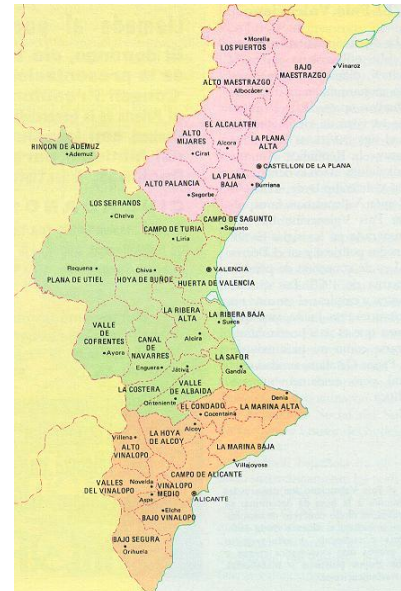 Morella
LOS PUERTOS
BAJO
MAESTRAZGO
Vinaroz
ALTO MAESTRAZGO
Albocácer
EL ALCALATEN
ALTO
MIJARES
Alcora
LA PLANA
ALTA
Cirat
RINCON DE ADEMUZ
Ademuz
CASTELLON DE LA PLANA
ALTO PALANCIA
LA PLANA
BAJA
Burriana
Segorbe
LOS SERRANOS
Chelva
CAMPO DE SAGUNTO
Sagunto
CAMPO DE TURIA
Liria
Requena
PLANA DE UTIEL
Chiva
HOYA DE BUÑOL
VALENCIA
HUERTA DE VALENCIA
LA RIBERA
ALTA
LA RIBERA BAJA
Sueca
VALLE
DE
COFRENTES
Ayora
CANAL
DE
NAVARRES
Alcira
Enguera
Játiva
LA SAFOR
Gandía
LA COSTERA
VALLE
DE ALBAIDA
Onteniente
EL CONDADO
Cocentaina
Denia
LA MARINA ALTA
Alcoy
Villena
ALTO
VINALOPO
LA HOYA
DE ALCOY
LA MARINA BAJA
Villajoyosa
CAMPO DE ALICANTE
VALLES
DEL VINALOPO
Novelda
Aspe
VINALOPO
MEDIO
ALICANTE
Elche
BAJO VINALOPO
BAJO SEGURA
Orihuela